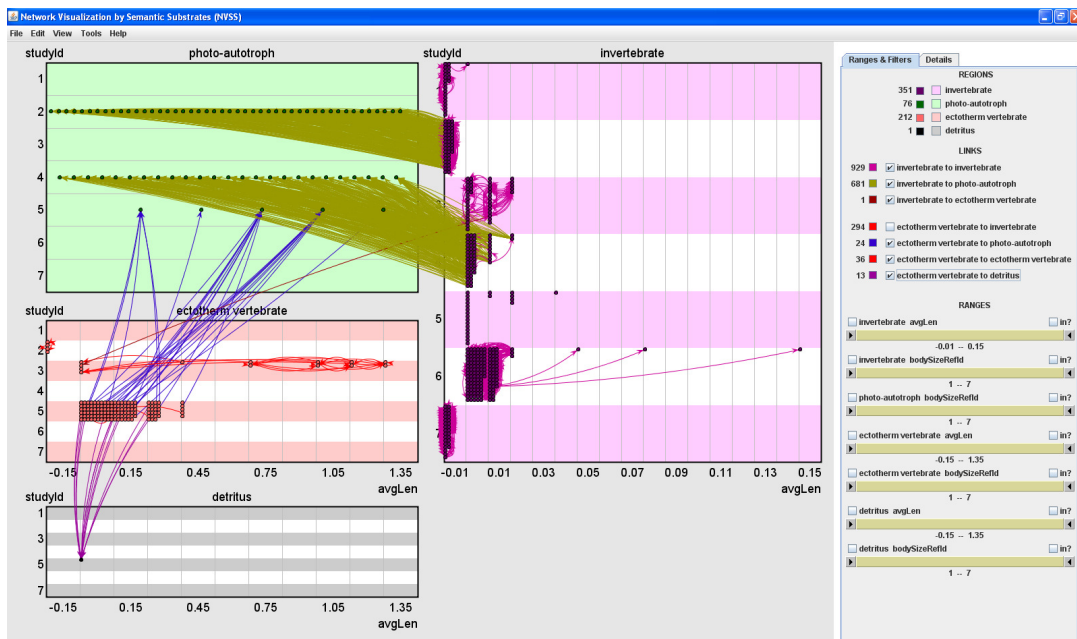 Network Visualization by Semantic Substrates (NVSS)
File Edit View Tools Help
studyId photo-autotroph
1
2
3
4
5
6
7
studyId invertebrate
5
6
-0.01 0.01 0.03 0.05 0.07 0.09 0.11 0.13 0.15
avgLen
studyId ectotherm vertebrate
1
2
3
5
6
7
-0.15 0.15 0.45 0.75 1.05 1.35
avgLen
studyId detritus
1
3
5
7
-0.15 0.15 0.45 0.75 1.05 1.35
avgLen
Ranges & Filters Details
REGIONS
351 invertebrate
76 photo-autotroph
212 ectotherm vertebrate
1 detritus
LINKS
929 invertebrate to invertebrate
681 invertebrate to photo-autotroph
1 invertebrate to ectotherm vertebrate
294 ectotherm vertebrate to invertebrate
24 ectotherm vertebrate to photo-autotroph
36 ectotherm vertebrate to ectotherm vertebrate
13 ectotherm vertebrate to detritus
RANGES
invertebrate avgLen in?
-0.01 -- 0.15
invertebrate bodySizeRefId in?
1 -- 7
photo-autotroph bodySizeRefId in?
1 -- 7
ectotherm vertebrate avgLen in?
-0.15 -- 1.35
ectotherm vertebrate bodySizeRefId in?
1 -- 7
detritus avgLen in?
-0.15 -- 1.35
detritus bodySizeRefId in?
1 -- 7